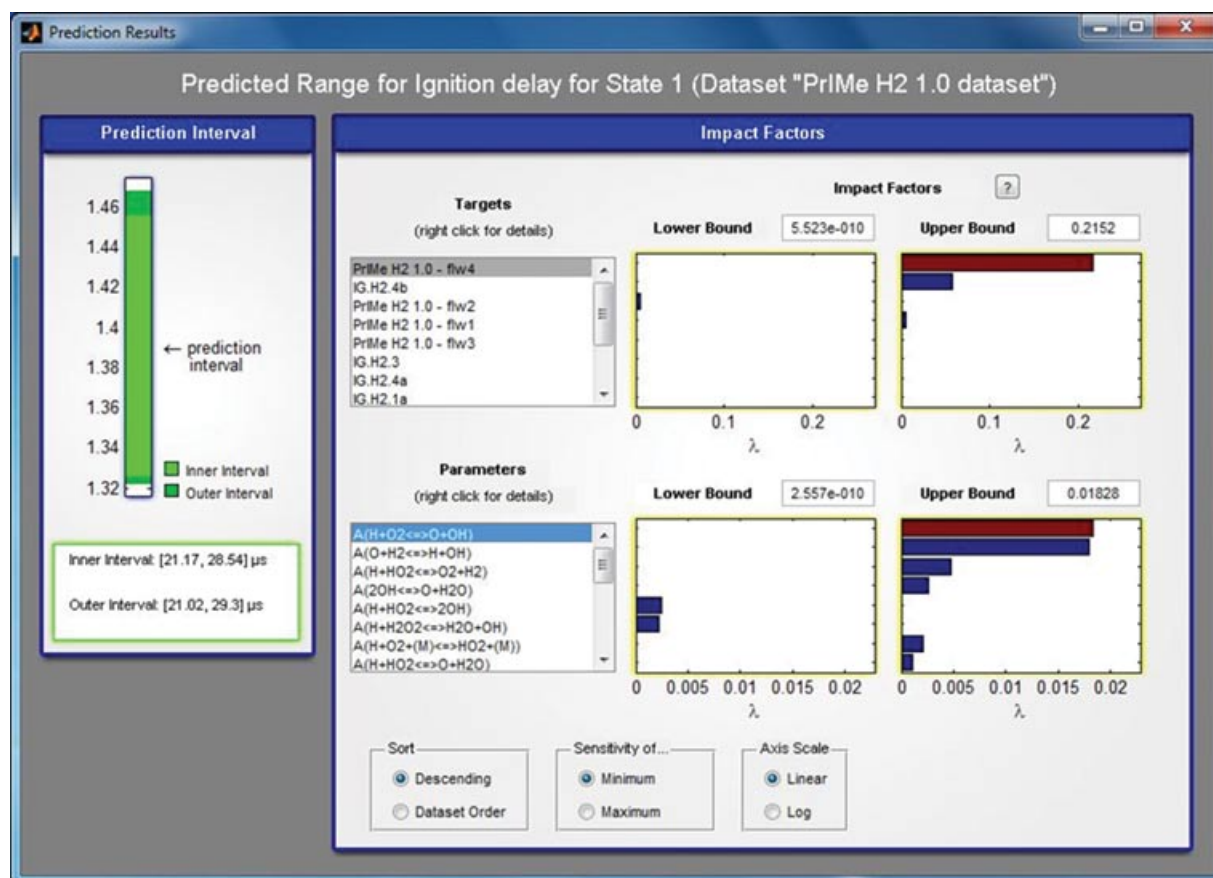 Prediction Results
Predicted Range for Ignition delay for State 1 (Dataset "PrIMe H2 1.0 dataset")
Prediction Interval
1.46
1.44
1.42
1.4
1.38
1.36
1.34
1.32
← prediction
interval
Inner Interval
Outer Interval
Inner Interval: [21.17, 28.54] µs
Outer Interval: [21.02, 29.3] µs
Impact Factors
Targets
(right click for details)
PrIMe H2 1.0 - flw4
IG.H2.4b
PrIMe H2 1.0 - flw2
PrIMe H2 1.0 - flw1
PrIMe H2 1.0 - flw3
IG.H2.3
IG.H2.4a
IG.H2.1a
Impact Factors ?
Lower Bound 5.523e-010
0 0.1 0.2
λ
Upper Bound 0.2152
0 0.1 0.2
λ
Parameters
(right click for details)
A(H+O2<=>O+OH)
A(O+H2<=>H+OH)
A(H+HO2<=>O2+H2)
A(2OH<=>O+H2O)
A(H+HO2<=>2OH)
A(H+H2O2<=>H2O+OH)
A(H+O2+(M)<=>HO2+(M))
A(H+HO2<=>O+H2O)
Lower Bound 2.557e-010
0 0.005 0.01 0.015 0.02
λ
Upper Bound 0.01828
0 0.005 0.01 0.015 0.02
λ
Sort
Descending
Dataset Order
Sensitivity of...
Minimum
Maximum
Axis Scale
Linear
Log